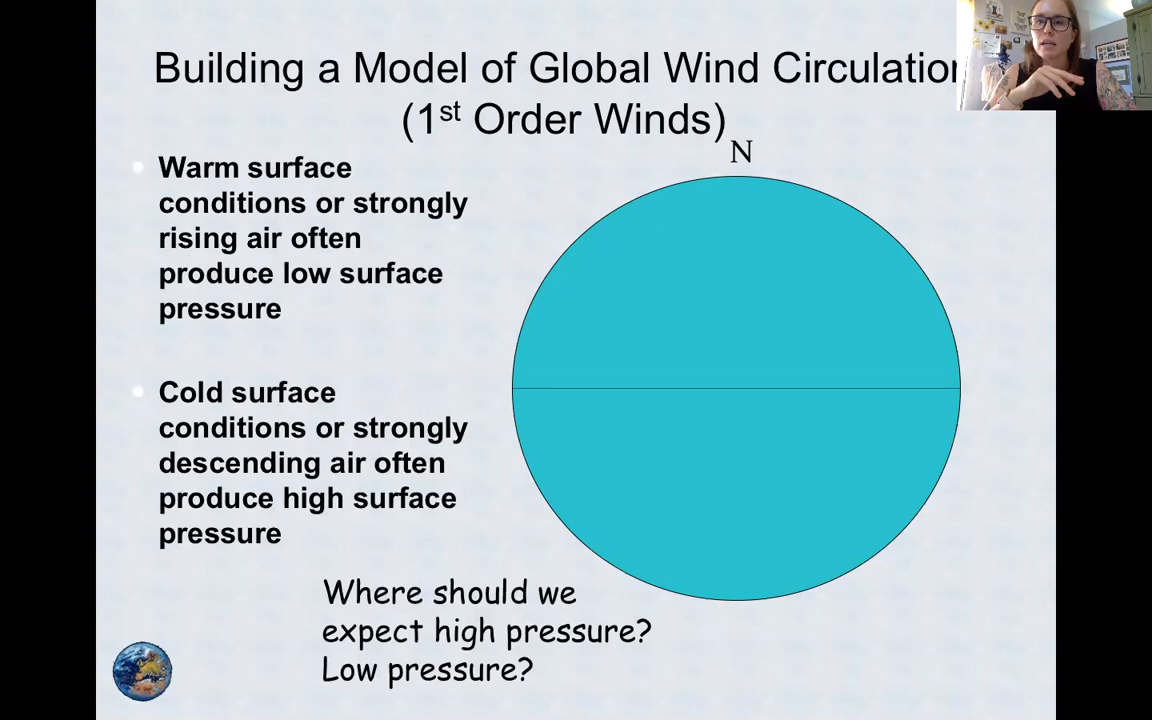 Building a Model of Global Wind Circulation
(1st Order Winds)
N
Warm surface
conditions or strongly
rising air often
produce low surface
pressure
Cold surface
conditions or strongly
descending air often
produce high surface
pressure
Where should we
expect high pressure?
Low pressure?